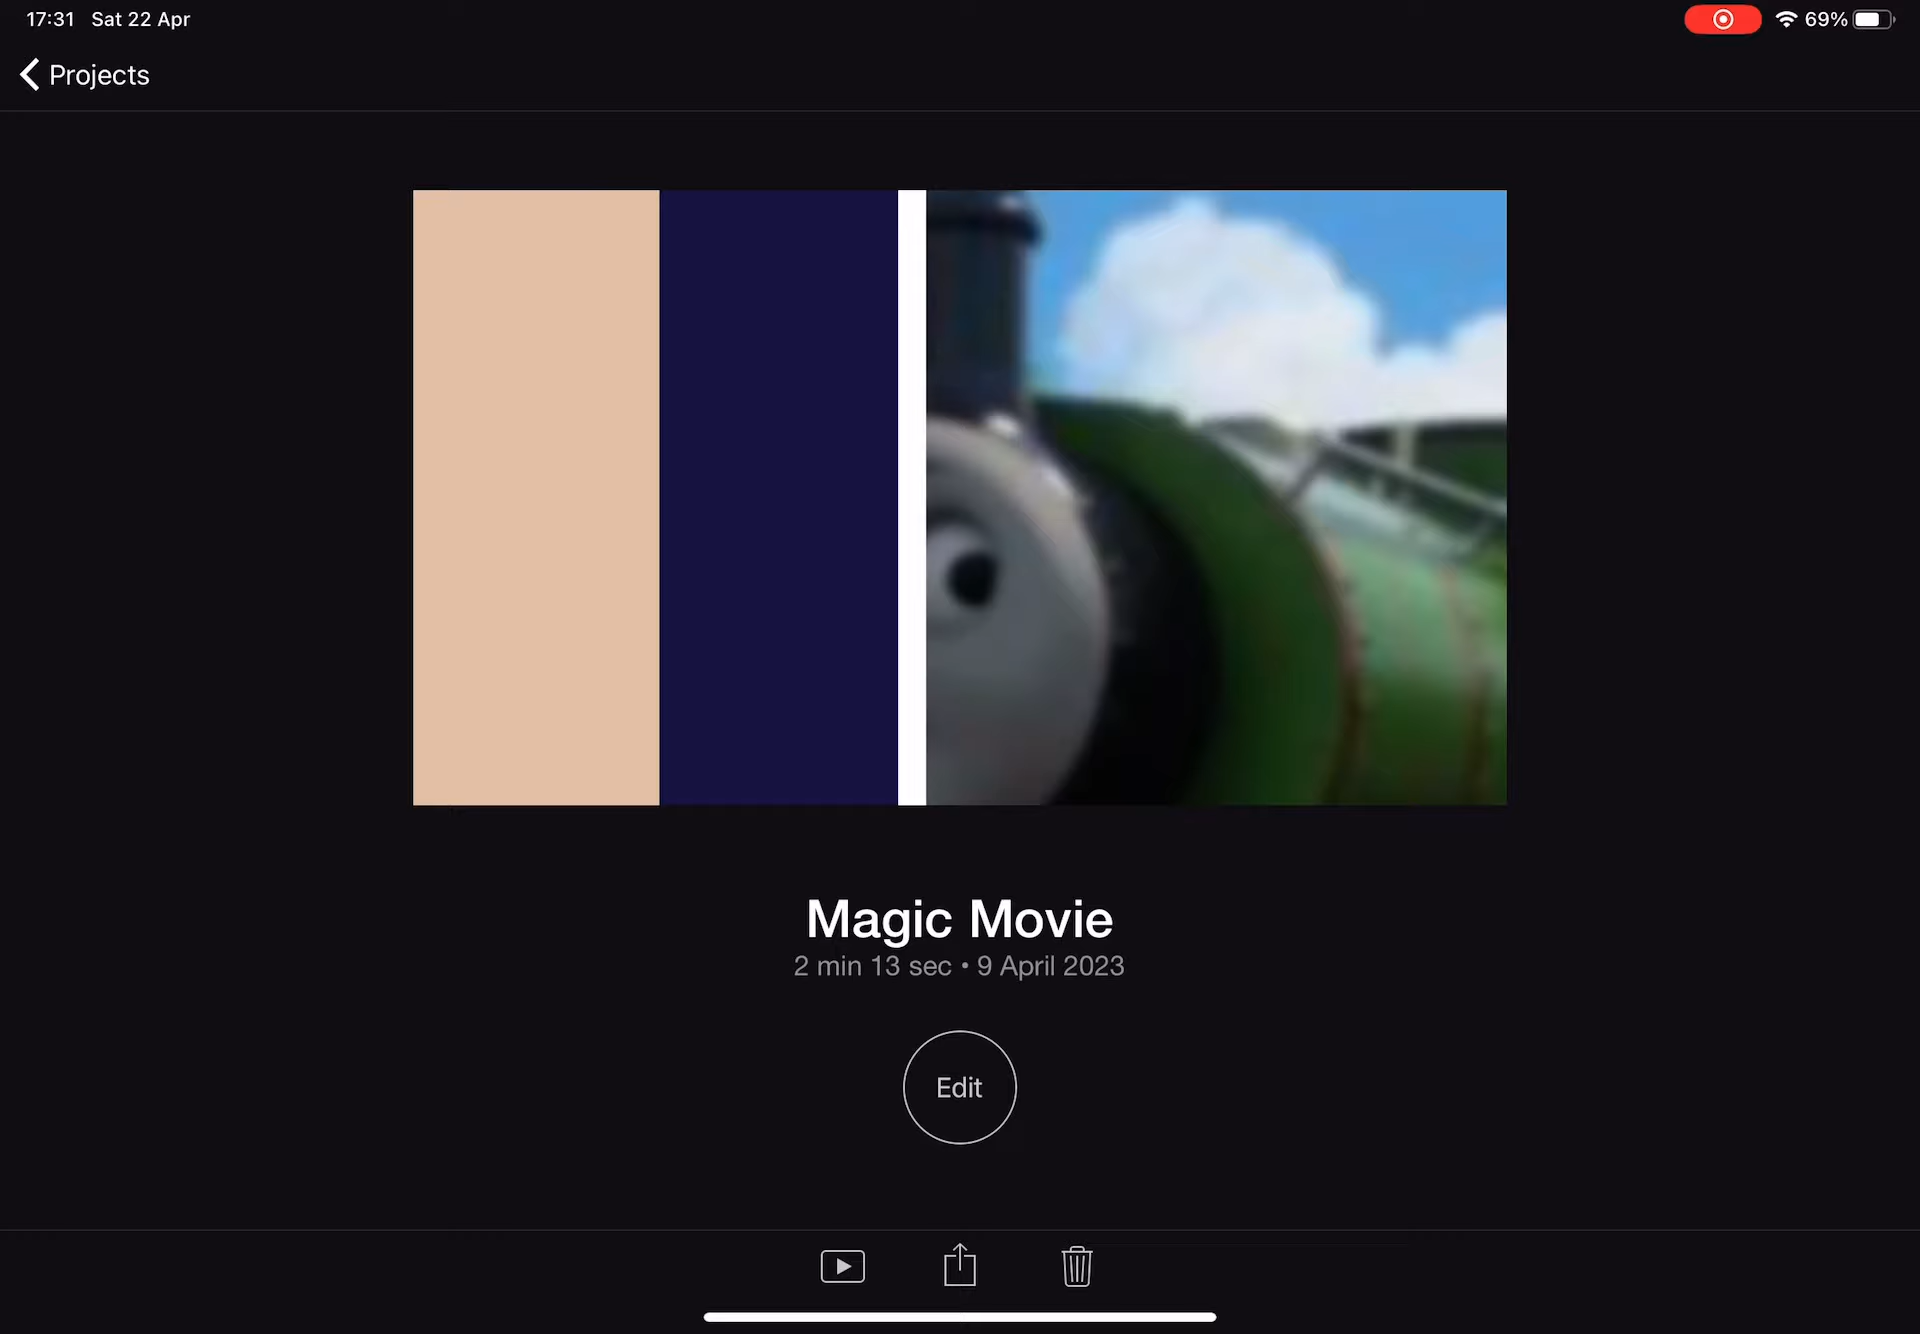 17:31 Sat 22 Apr 69%
Projects
Magic Movie
2 min 13 sec • 9 April 2023
Edit